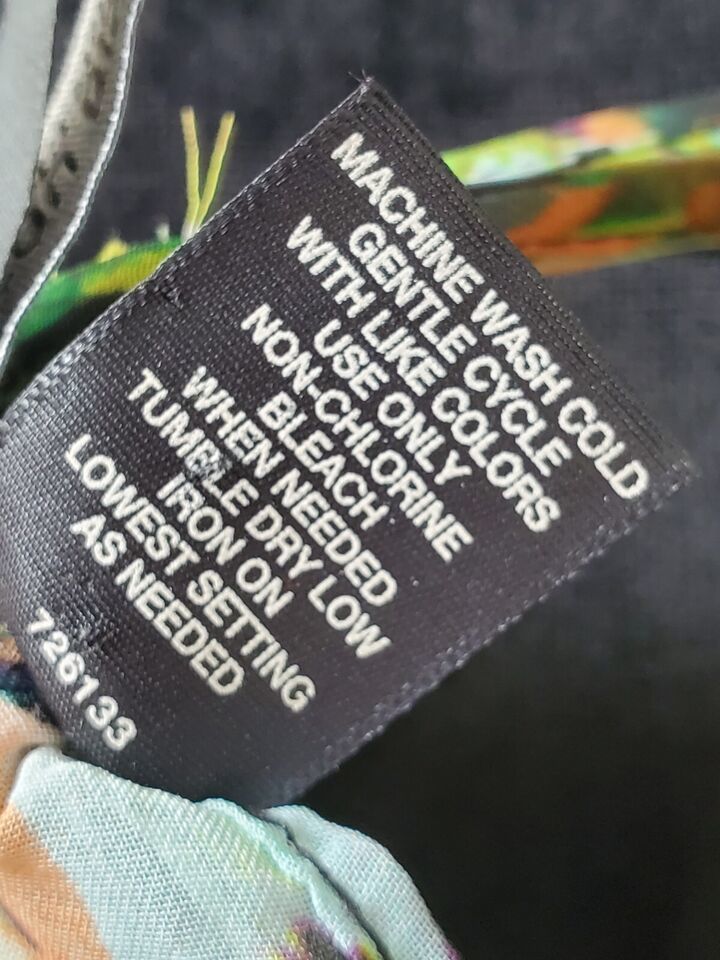 MACHINE WASH COLD
GENTLE CYCLE
WITH LIKE COLORS
USE ONLY
NON-CHLORINE
BLEACH
WHEN NEEDED
TUMBLE DRY LOW
IRON ON
LOWEST SETTING
AS NEEDED
726133